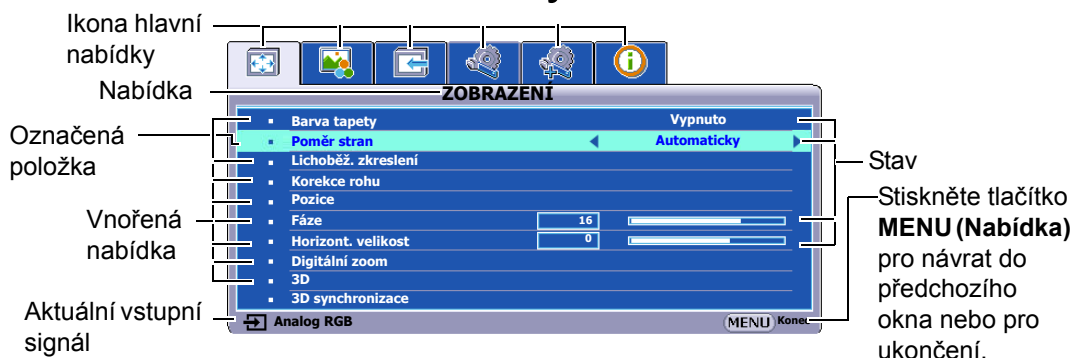 Ikona hlavní
nabídky
Nabídka
ZOBRAZENÍ
Označená
položka
Barva tapety Vypnuto
Poměr stran Automaticky
Lichoběž. zkreslení
Korekce rohu
Pozice
Fáze 16
Horizont. velikost 0
Digitální zoom
3D
3D synchronizace
Vnořená
nabídka
Stav
Stiskněte tlačítko
MENU (Nabídka)
pro návrat do
předchozího
okna nebo pro
ukončení.
Aktuální vstupní
signál
Analog RGB
MENU Konec